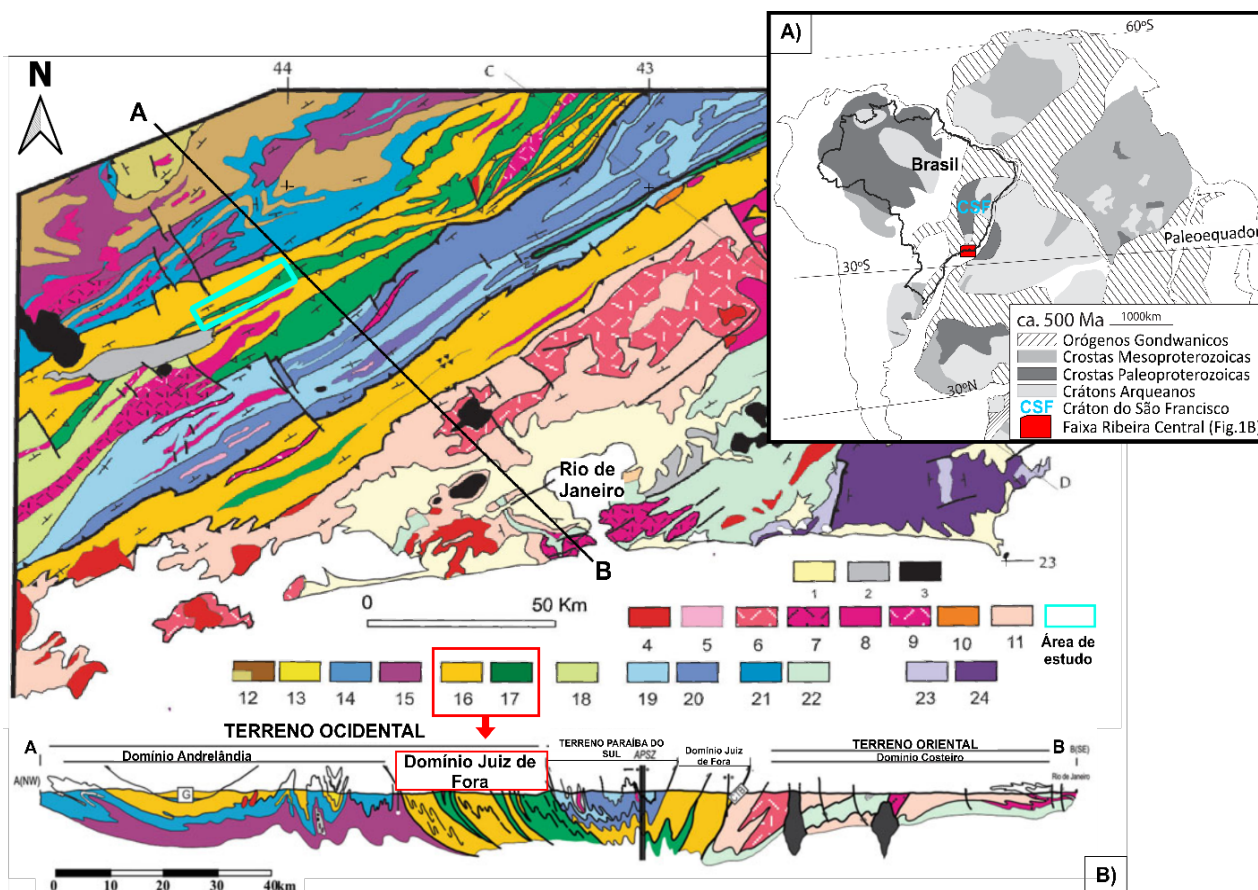 N
44
C
43
A
Rio de
Janeiro
B
D
23
0
50 Km
1
2
3
4
5
6
7
8
9
10
11
Área de
estudo
12
13
14
15
16
17
18
19
20
21
22
23
24
A)
60ºS
Brasil
CSF
Paleoequador
30ºS
30ºN
ca. 500 Ma
1000km
Orógenos Gondwanicos
Crostas Mesoproterozoicas
Crostas Paleoproterozoicas
Crátons Arqueanos
CSF Cráton do São Francisco
Faixa Ribeira Central (Fig.1B)
TERRENO OCIDENTAL
A
Domínio Andrelândia
Domínio Juiz de
Fora
TERRENO PARAÍBA DO
SUL
APSZ
Domínio Juiz
de Fora
TERRENO ORIENTAL
Domínio Costeiro
B
B(SE)
Rio de Janeiro
A(NW)
G
CTB
0 10 20 30 40km
B)